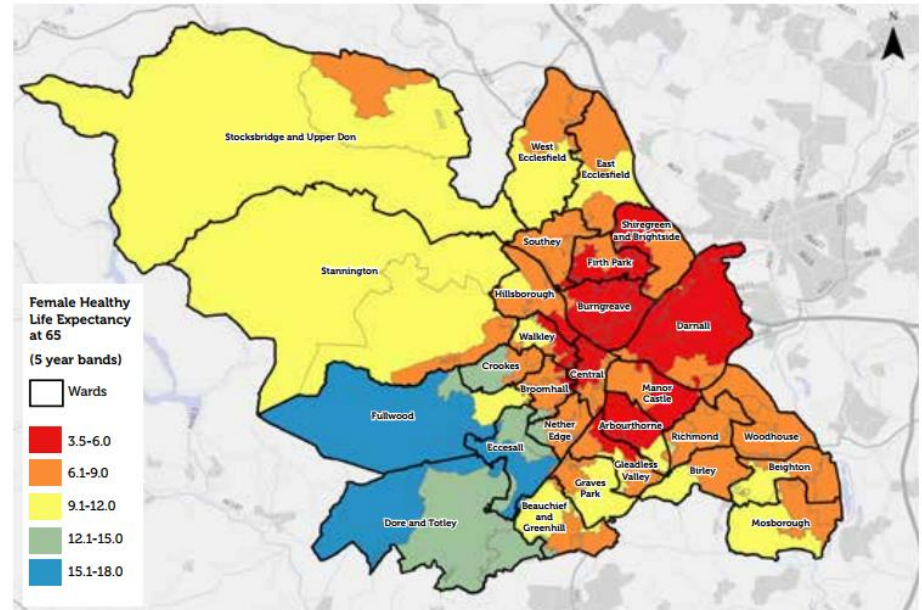 N
Stocksbridge and Upper Don
West
Ecclesfield
East
Ecclesfield
Shiregreen
and Brightside
Southey
Firth Park
Stannington
Hillsborough
Burngreave
Darnall
Walkley
Crookes
Central
Broomhall
Manor
Castle
Fullwood
Nether
Edge
Arbourthorne
Richmond
Woodhouse
Eccesall
Gleadless
Valley
Birley
Beighton
Graves
Park
Beauchief
and
Greenhill
Dore and Totley
Mosborough
Female Healthy
Life Expectancy
at 65
(5 year bands)
Wards
3.5-6.0
6.1-9.0
9.1-12.0
12.1-15.0
15.1-18.0